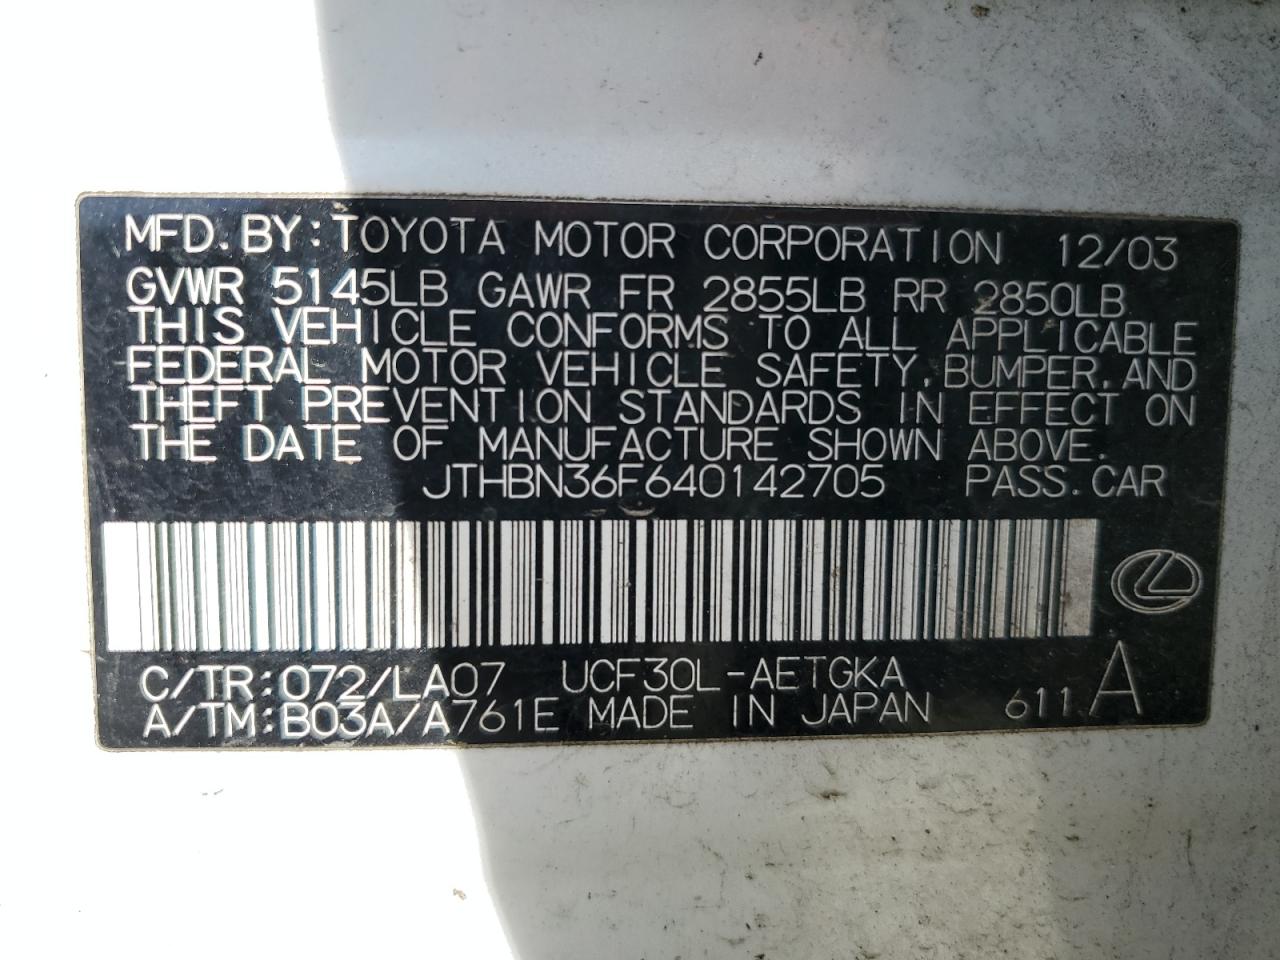 MFD. BY: TOYOTA MOTOR CORPORATION 12/03
GVWR 5145LB GAWR FR 2855LB RR 2850LB
THIS VEHICLE CONFORMS TO ALL APPLICABLE
FEDERAL MOTOR VEHICLE SAFETY, BUMPER, AND
THEFT PREVENTION STANDARDS IN EFFECT ON
THE DATE OF MANUFACTURE SHOWN ABOVE.
JTHBN36F640142705 PASS. CAR
C/TR: 072/LA07 UCF30L-AETGKA
A/TM: B03A/A761E MADE IN JAPAN 611 A